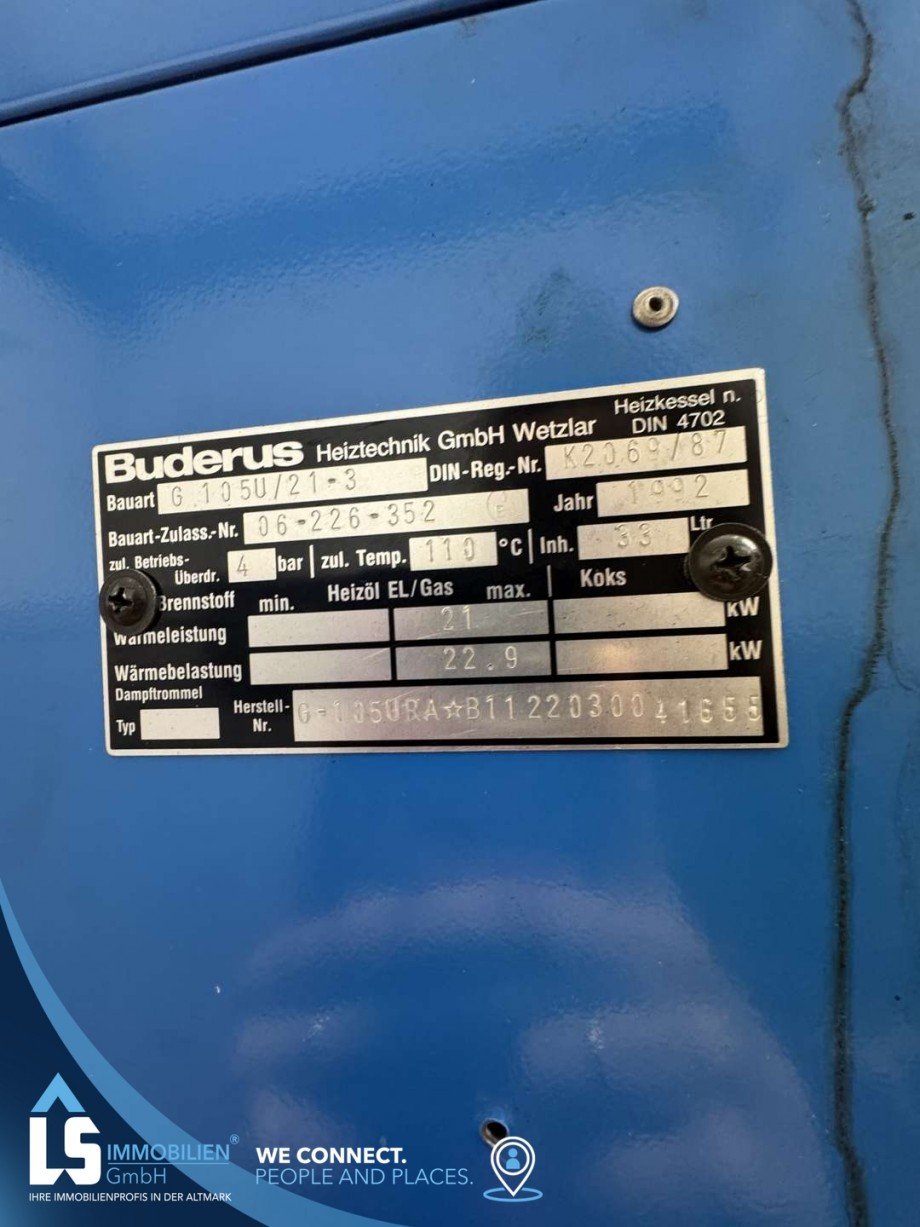 Buderus Heiztechnik GmbH Wetzlar Heizkessel n. DIN 4702
Bauart G 105U/21-3 DIN-Reg.-Nr. K2069/87
Bauart-Zulass.-Nr. 06-226-352 Jahr 1992
zul. Betriebs-
Überdr. 4 bar zul. Temp. 110 °C Inh. 33 Ltr
Brennstoff min. Heizöl EL/Gas max. Koks
Wärmeleistung 21 kW
Wärmebelastung 22.9 kW
Dampftrommel
Typ Herstell-
Nr. G-105URA☆B1122030041655
LS IMMOBILIEN®
GmbH
IHRE IMMOBILIENPROFIS IN DER ALTMARK
WE CONNECT.
PEOPLE AND PLACES.